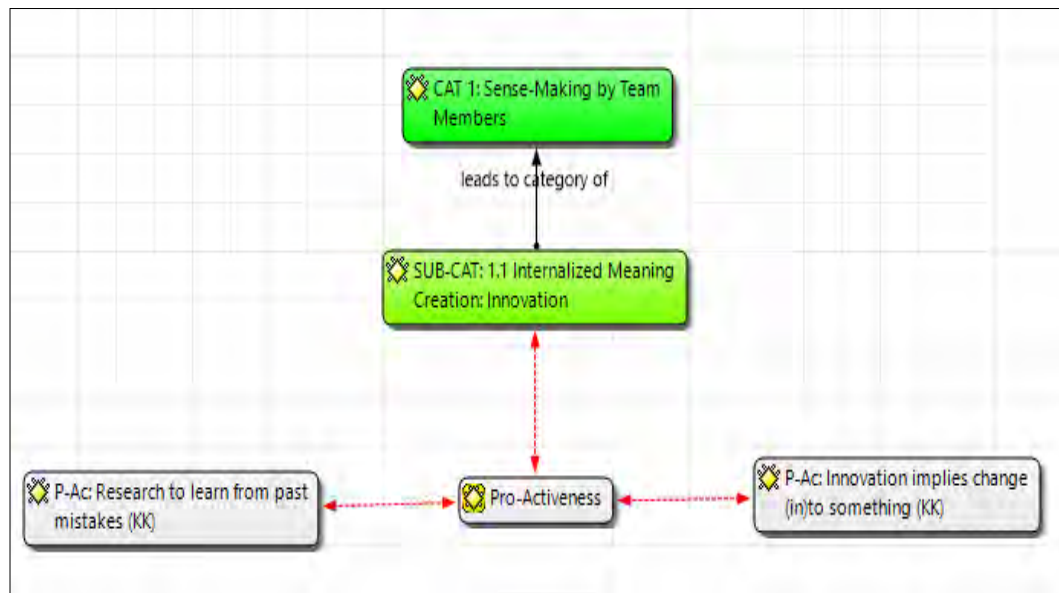 CAT 1: Sense-Making by Team
Members
leads to category of
SUB-CAT: 1.1 Internalized Meaning
Creation: Innovation
P-Ac: Research to learn from past
mistakes (KK)
Pro-Activeness
P-Ac: Innovation implies change
(in)to something (KK)